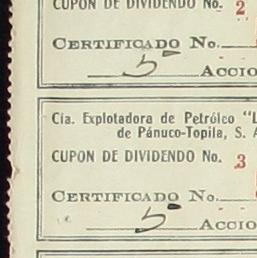 CUPON DE DIVIDENDO No. 2
CERTIFICADO No.
5 ACCIO
Cia. Explotadora de Petróleo "L
de Pánuco-Topila, S. A
CUPON DE DIVIDENDO No. 3
CERTIFICADO No.
5 ACCIO